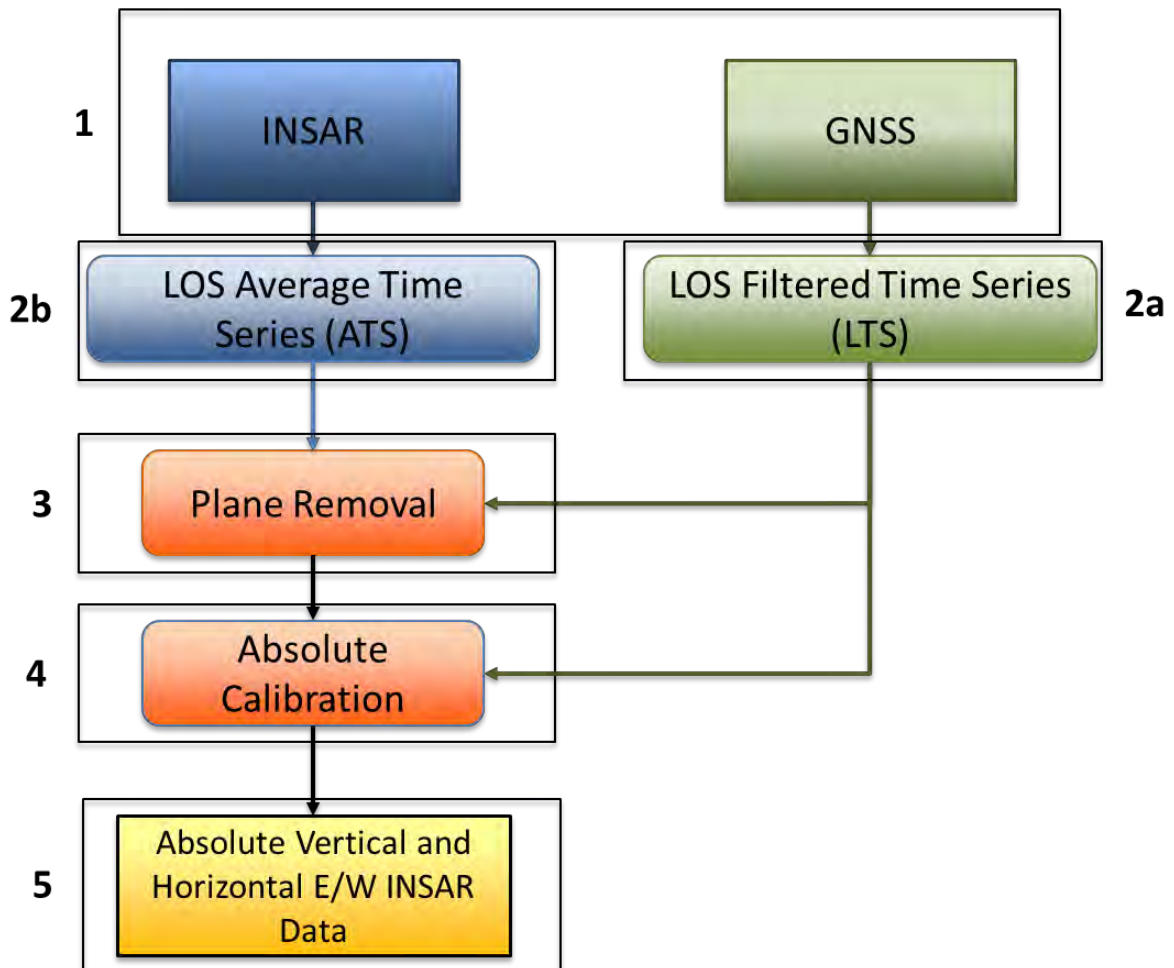 1
INSAR
GNSS
2b
LOS Average Time
Series (ATS)
LOS Filtered Time Series
(LTS)
2a
3
Plane Removal
4
Absolute
Calibration
5
Absolute Vertical and
Horizontal E/W INSAR
Data